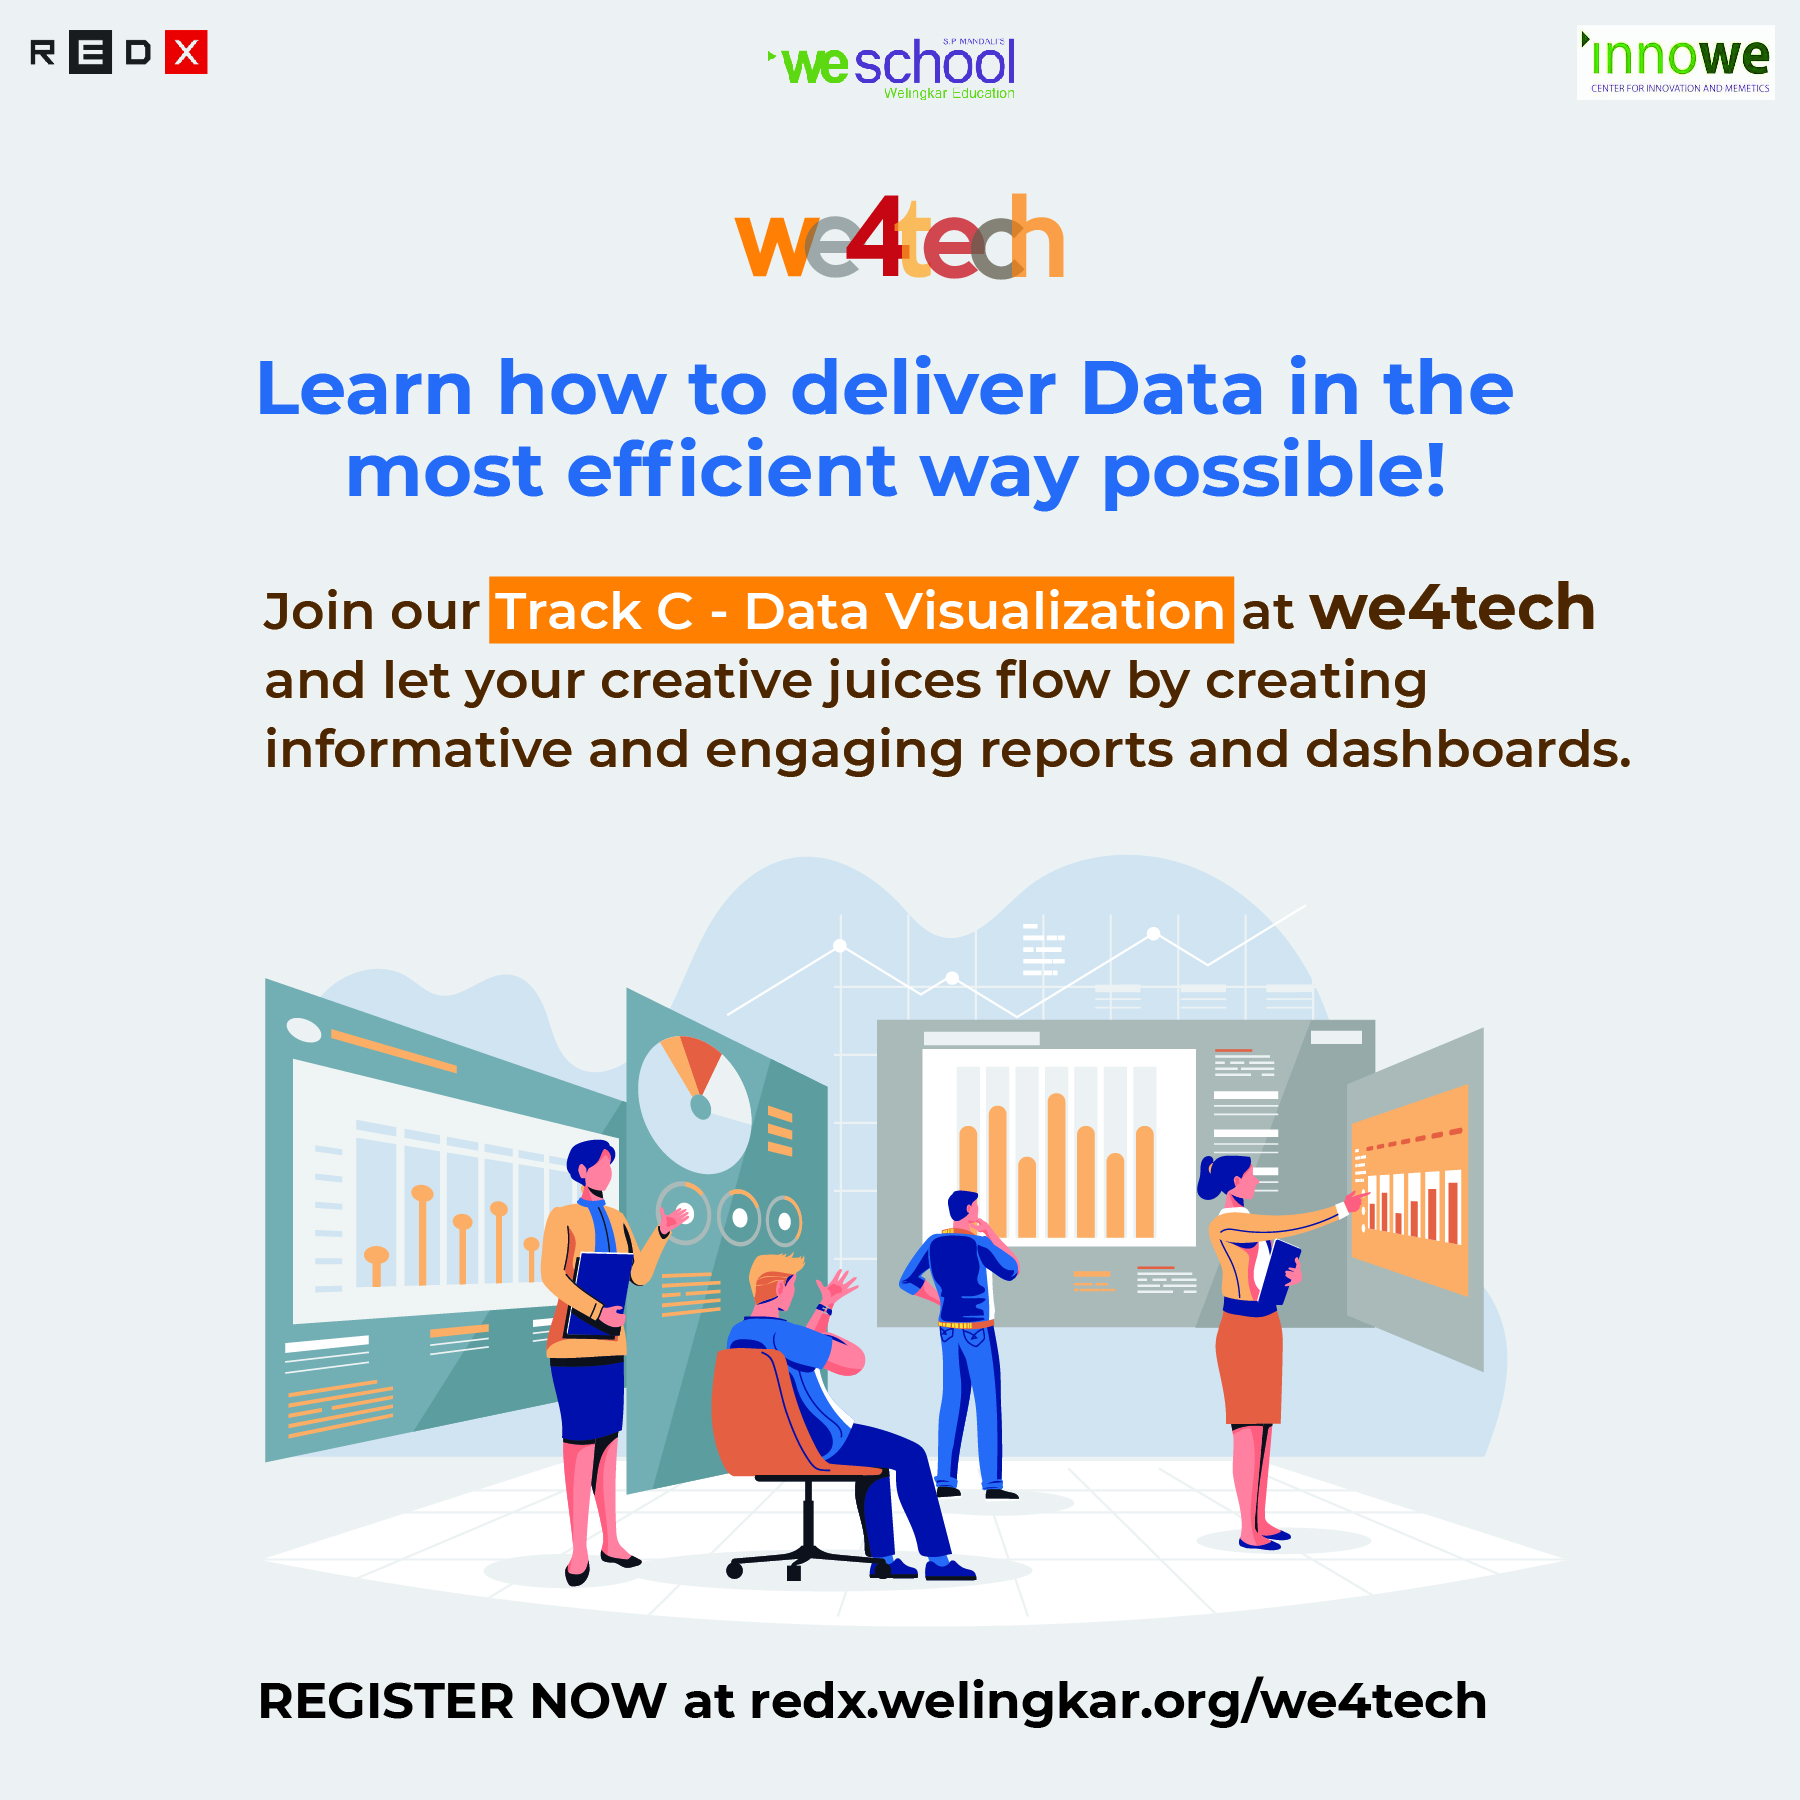 REDX
S.P. MANDALI'S
we school
Welingkar Education
innowe
CENTER FOR INNOVATION AND MEMETICS
we4tech
Learn how to deliver Data in the
most efficient way possible!
Join our Track C - Data Visualization at we4tech
and let your creative juices flow by creating
informative and engaging reports and dashboards.
REGISTER NOW at redx.welingkar.org/we4tech